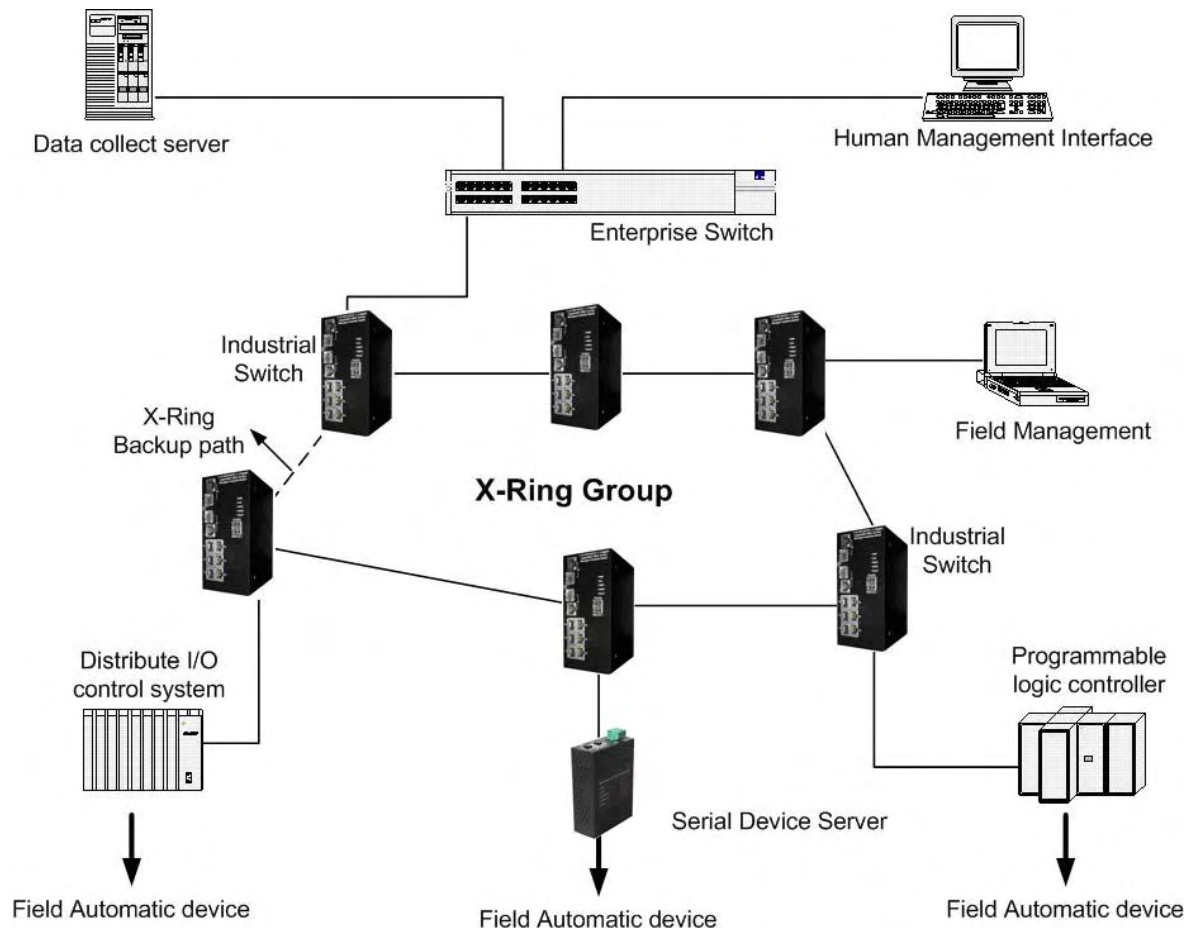 Data collect server
Human Management Interface
Enterprise Switch
Industrial
Switch
X-Ring
Backup path
Field Management
X-Ring Group
Industrial
Switch
Distribute I/O
control system
Programmable
logic controller
Serial Device Server
Field Automatic device
Field Automatic device
Field Automatic device